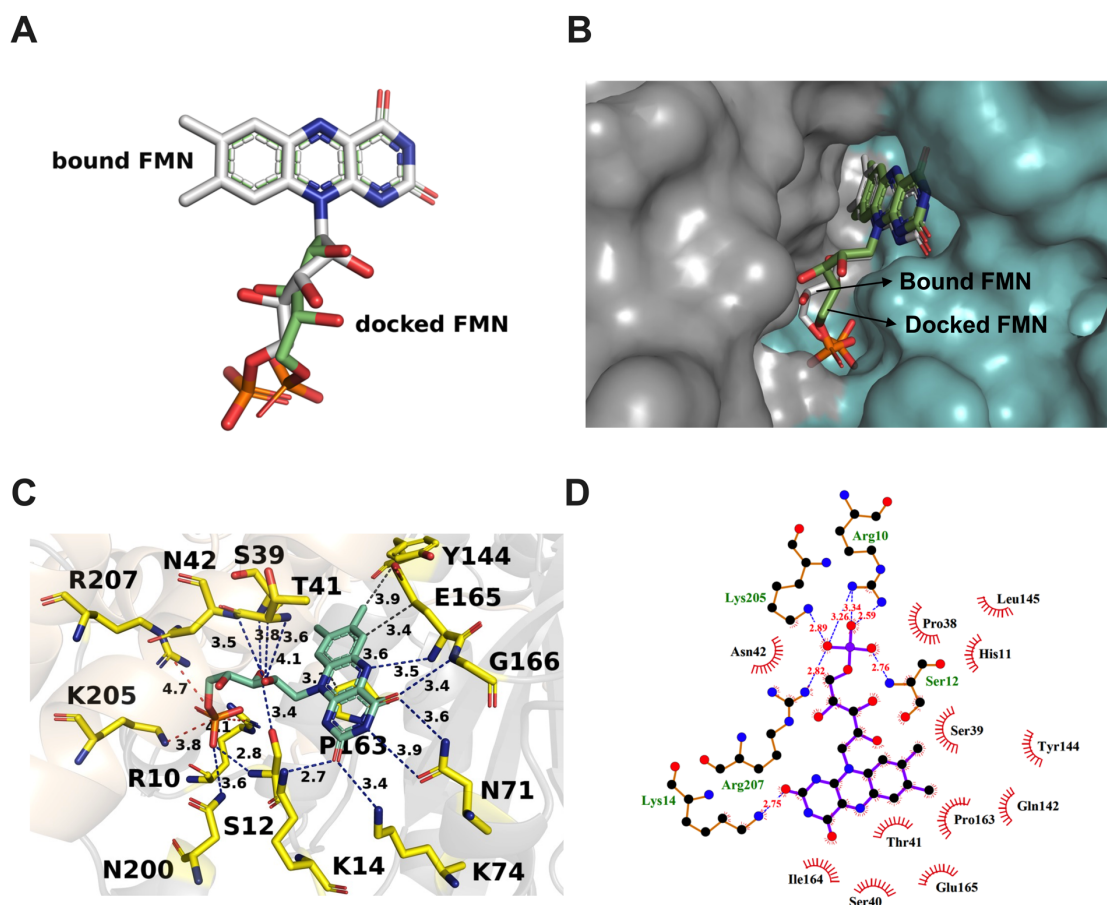 A
bound FMN
docked FMN
B
Bound FMN
Docked FMN
C
N42
S39
Y144
R207
T41
E165
3.9
3.5
3.8
3.6
3.4
4.1
3.6
G166
3.5
3.4
K205
4.7
3.4
3.6
3.8
2.8
P163
3.9
R10
3.6
2.7
3.4
N71
S12
N200
K14
K74
D
Arg10
Leu145
Lys205
3.34
3.26
2.59
Pro38
2.89
Asn42
His11
2.82
2.76
Ser12
Ser39
Tyr144
Arg207
Lys14
2.75
Gln142
Pro163
Thr41
Ile164
Glu165
Ser40